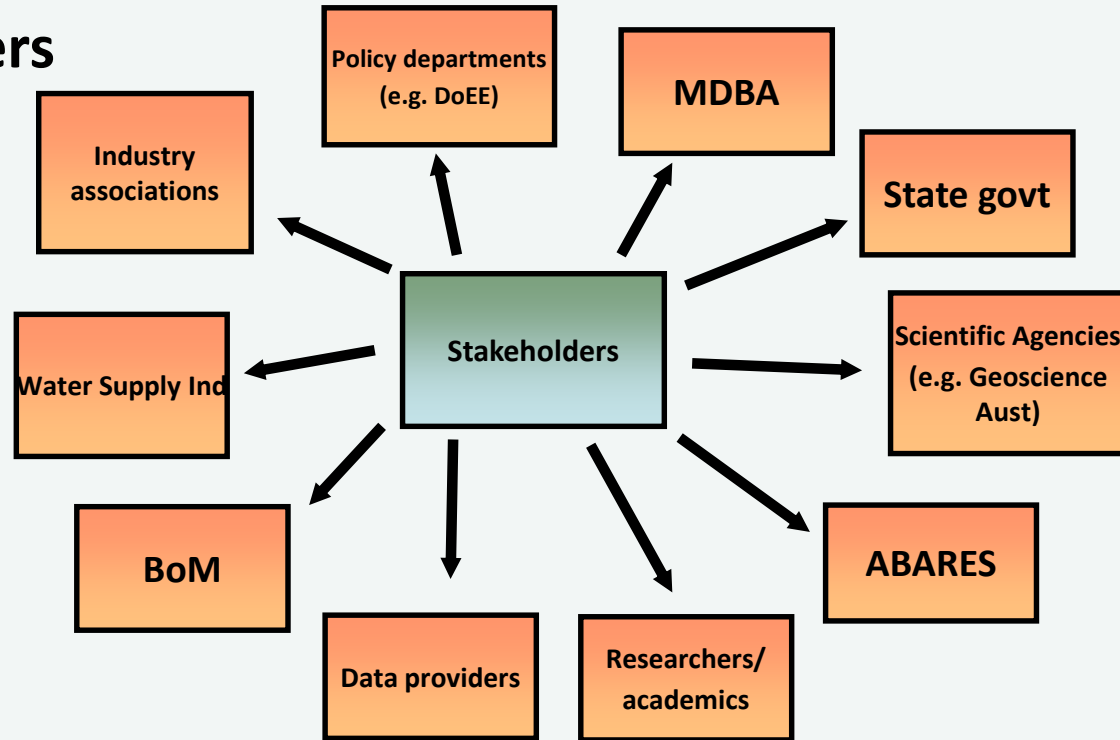 ers
Policy departments
(e.g. DoEE)
MDBA
Industry
associations
State govt
Stakeholders
Scientific Agencies
(e.g. Geoscience
Aust)
Water Supply Ind
BoM
ABARES
Data providers
Researchers/
academics